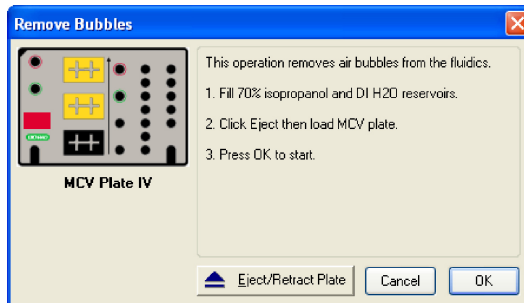 Remove Bubbles
MCV Plate IV
This operation removes air bubbles from the fluidics.
1. Fill 70% isopropanol and DI H2O reservoirs.
2. Click Eject then load MCV plate.
3. Press OK to start.
Eject/Retract Plate
Cancel
OK